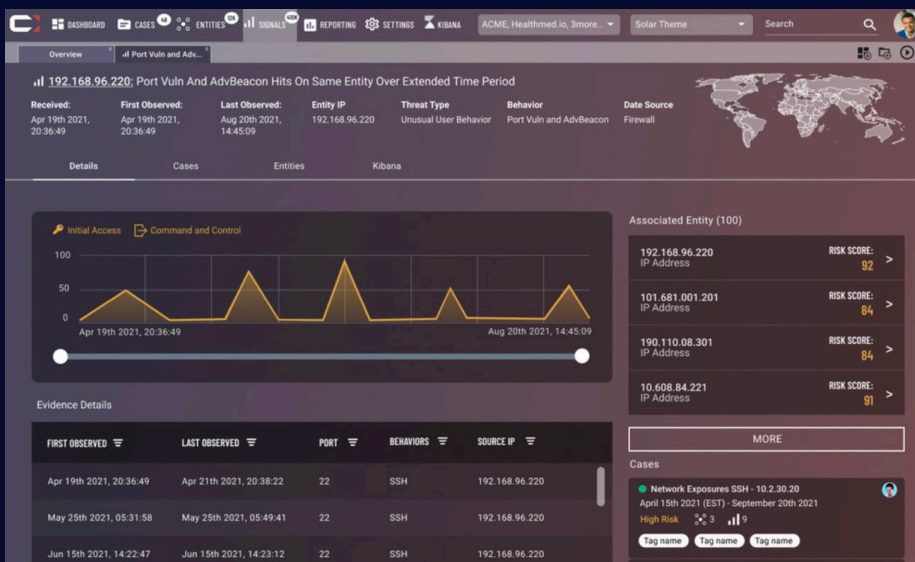 DASHBOARD CASES ENTITIES SIGNALS REPORTING SETTINGS KIBANA ACME, Healthmed.io, 3more.. Solar Theme Search
Overview Port Vuln and Adv...
192.168.96.220: Port Vuln And AdvBeacon Hits On Same Entity Over Extended Time Period
Received: First Observed: Last Observed: Entity IP Threat Type Behavior Date Source
Apr 19th 2021, Apr 19th 2021, Aug 20th 2021, 192.168.96.220 Unusual User Behavior Port Vuln and AdvBeacon Firewall
20:36:49 20:36:49 14:45:09
Details Cases Entities Kibana
Initial Access Command and Control
100
50
0
Apr 19th 2021, 20:36:49 Aug 20th 2021, 14:45:09
Evidence Details
FIRST OBSERVED LAST OBSERVED PORT BEHAVIORS SOURCE IP
Apr 19th 2021, 20:36:49 Apr 21th 2021, 20:38:22 22 SSH 192.168.96.220
May 25th 2021, 05:31:58 May 25th 2021, 05:49:41 22 SSH 192.168.96.220
Jun 15th 2021, 14:22:47 Jun 15th 2021, 14:23:12 22 SSH 192.168.96.220
Associated Entity (100)
192.168.96.220 RISK SCORE:
IP Address 92
101.681.001.201 RISK SCORE:
IP Address 84
190.110.08.301 RISK SCORE:
IP Address 84
10.608.84.221 RISK SCORE:
IP Address 91
MORE
Cases
Network Exposures SSH - 10.2.30.20
April 15th 2021 (EST) - September 20th 2021
High Risk 3 9
Tag name Tag name Tag name